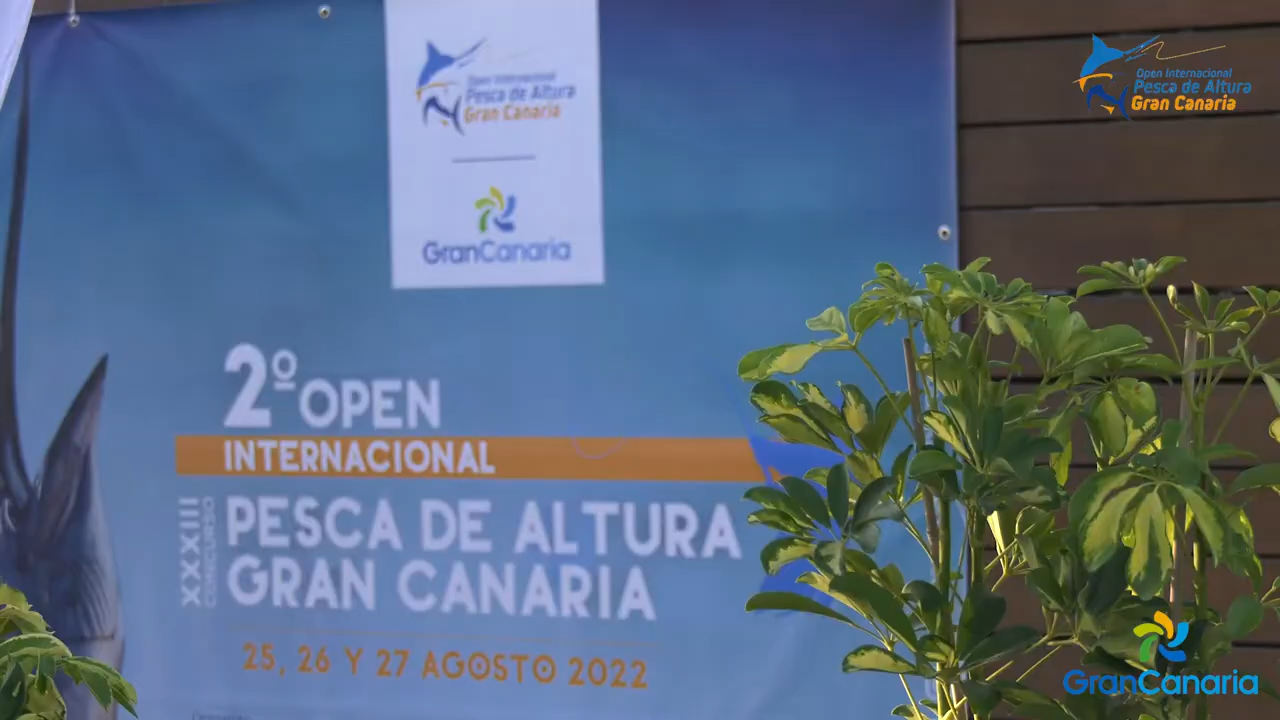 Open Internacional
Pesca de Altura
Gran Canaria
GranCanaria
2º OPEN
INTERNACIONAL
XXXIII
CONCURSO
PESCA DE ALTURA
GRAN CANARIA
25, 26 Y 27 AGOSTO 2022
Open Internacional
Pesca de Altura
Gran Canaria
GranCanaria